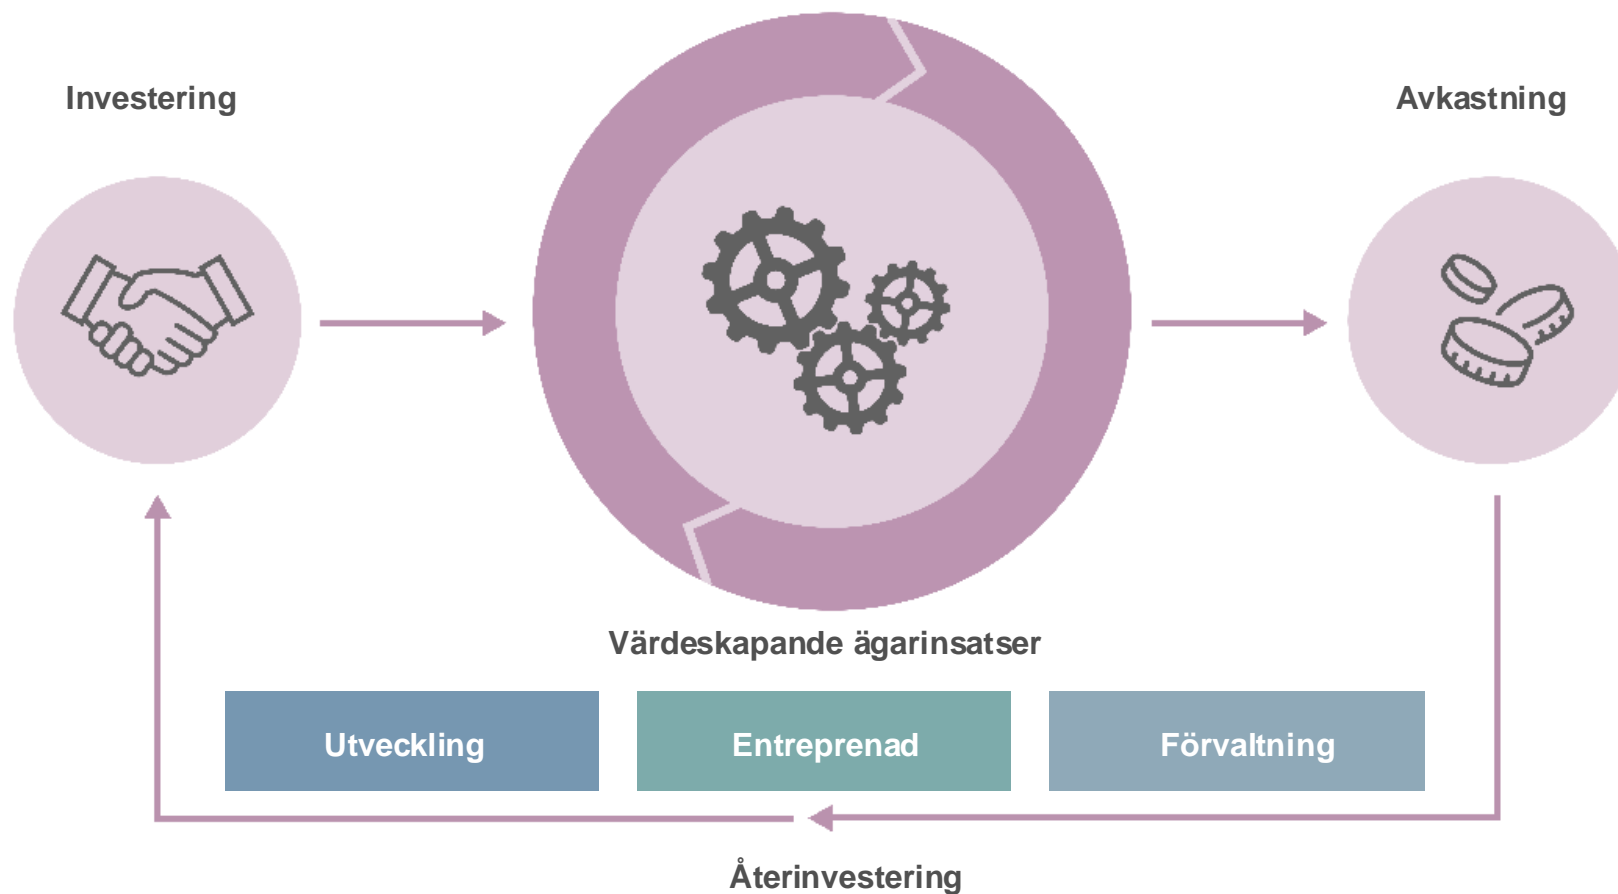 Investering
Avkastning
Värdeskapande ägarinsatser
Utveckling
Entreprenad
Förvaltning
Återinvestering